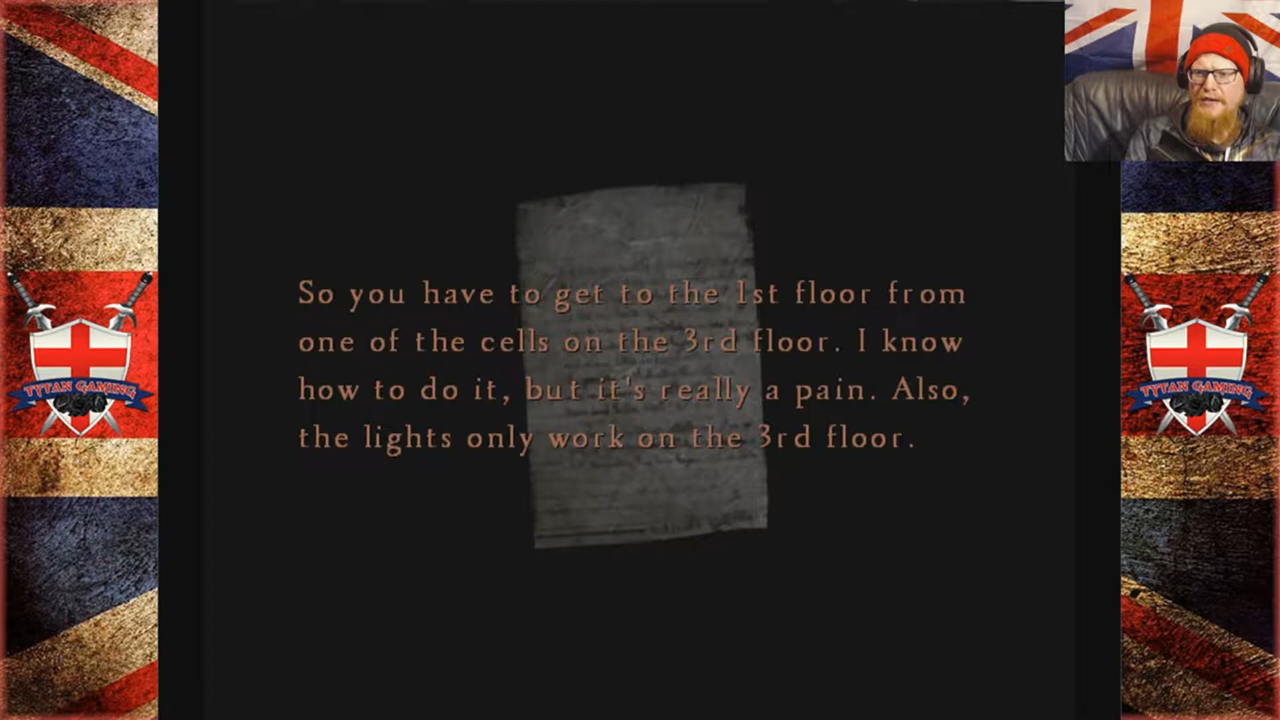 So you have to get to the 1st floor from
one of the cells on the 3rd floor. I know
how to do it, but it's really a pain. Also,
the lights only work on the 3rd floor.
TYTAN GAMING
TYTAN GAMING